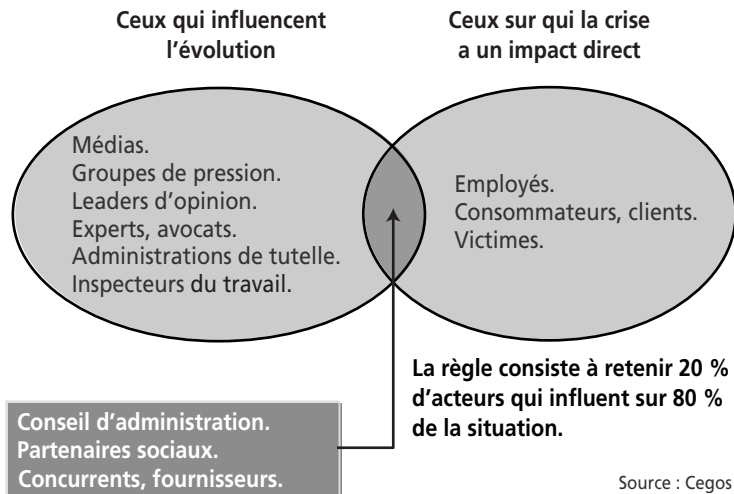 Ceux qui influencent
l'évolution
Ceux sur qui la crise
a un impact direct
Médias.
Groupes de pression.
Leaders d'opinion.
Experts, avocats.
Administrations de tutelle.
Inspecteurs du travail.
Employés.
Consommateurs, clients.
Victimes.
La règle consiste à retenir 20 %
d'acteurs qui influent sur 80 %
de la situation.
Conseil d'administration.
Partenaires sociaux.
Concurrents, fournisseurs.
Source : Cegos